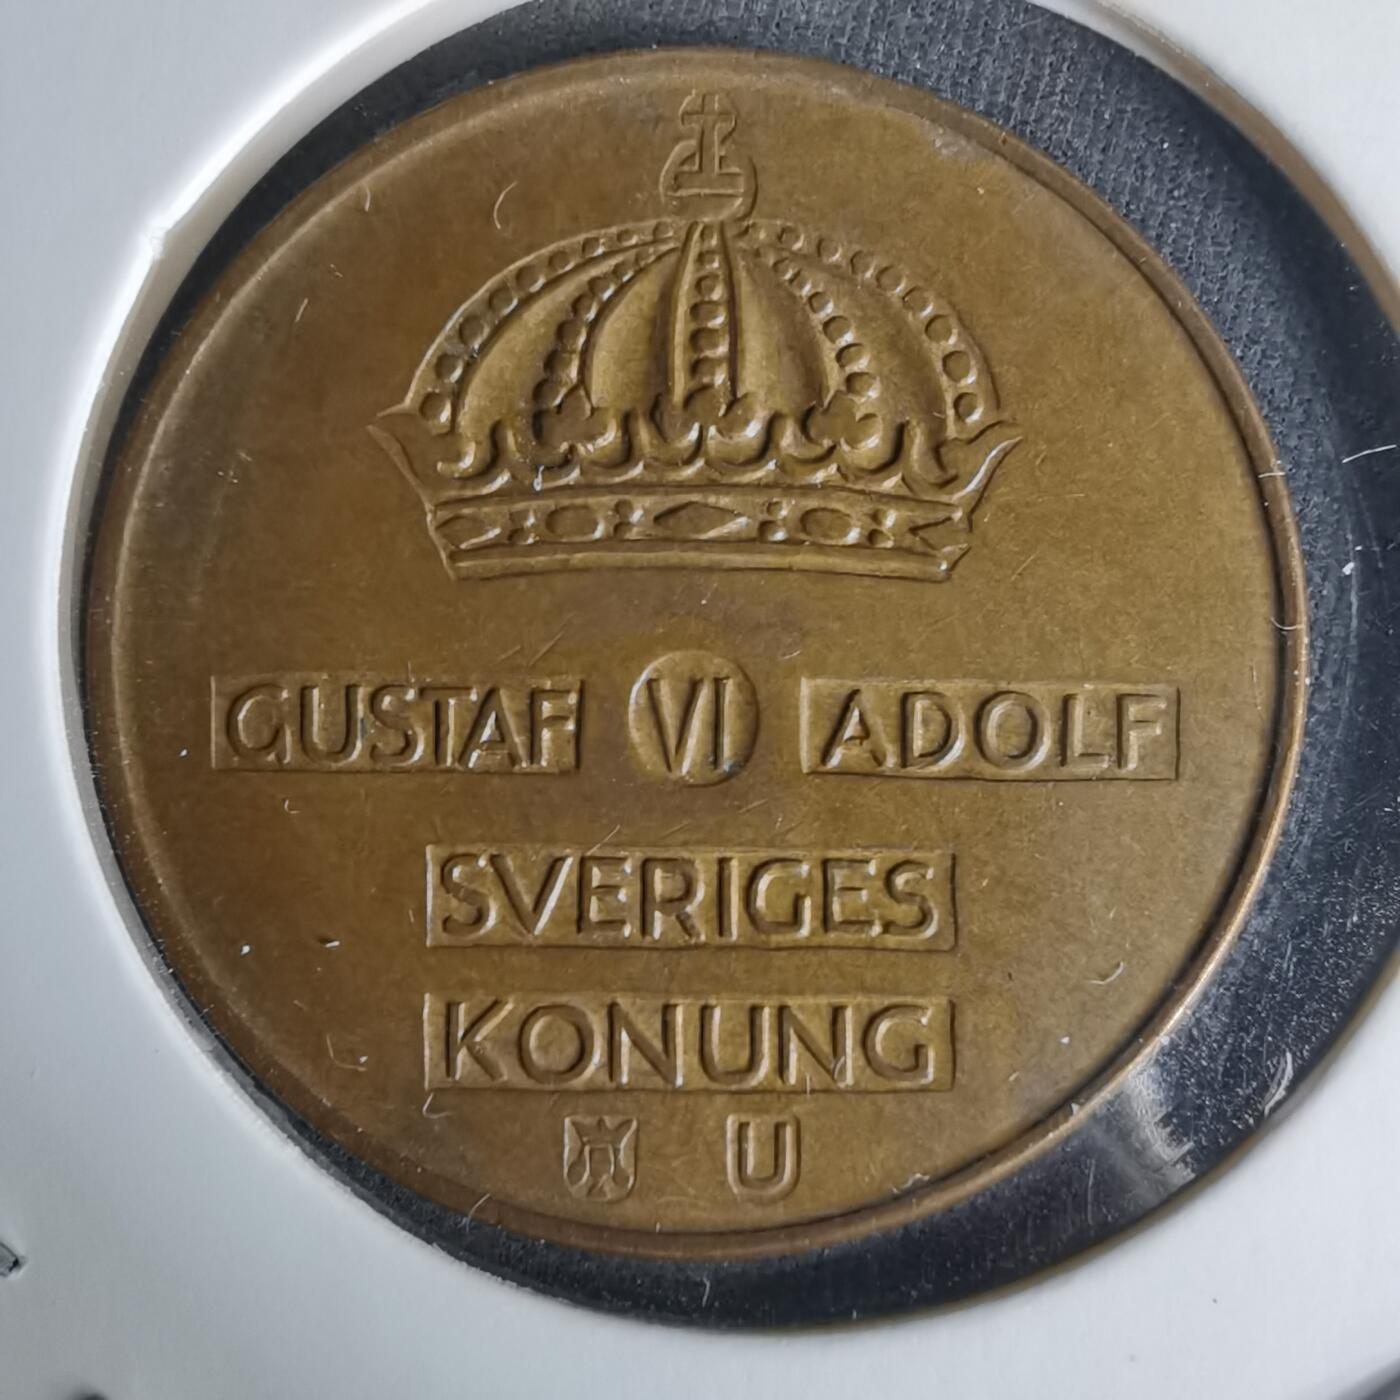 GUSTAF VI ADOLF
SVERIGES
KONUNG
U